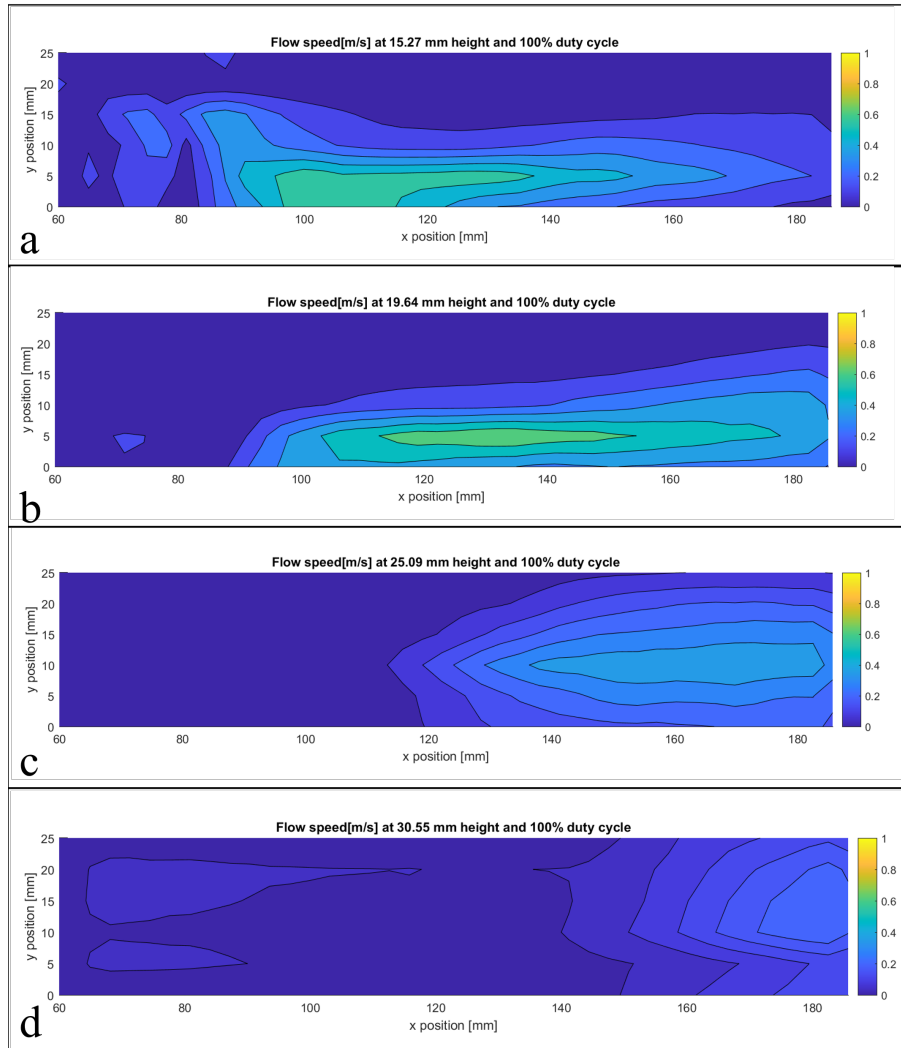 Flow speed[m/s] at 15.27 mm height and 100% duty cycle
25
20
15
10
5
0
y position [mm]
60 80 100 120 140 160 180
x position [mm]
1
0.8
0.6
0.4
0.2
0
a
Flow speed[m/s] at 19.64 mm height and 100% duty cycle
25
20
15
10
5
0
y position [mm]
60 80 100 120 140 160 180
x position [mm]
1
0.8
0.6
0.4
0.2
0
b
Flow speed[m/s] at 25.09 mm height and 100% duty cycle
25
20
15
10
5
0
y position [mm]
60 80 100 120 140 160 180
x position [mm]
1
0.8
0.6
0.4
0.2
0
c
Flow speed[m/s] at 30.55 mm height and 100% duty cycle
25
20
15
10
5
0
y position [mm]
60 80 100 120 140 160 180
x position [mm]
1
0.8
0.6
0.4
0.2
0
d